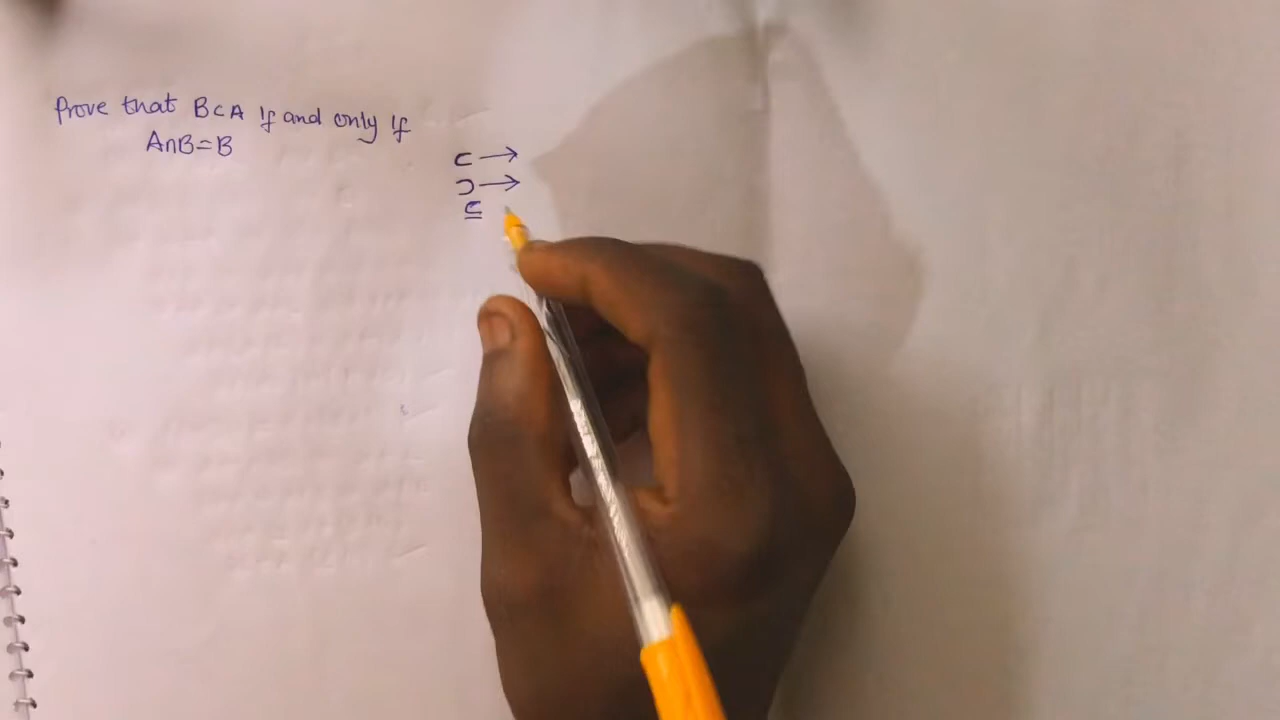 Prove that B⊂A If and only If
A∩B=B
⊂ →
⊃ →
⊆